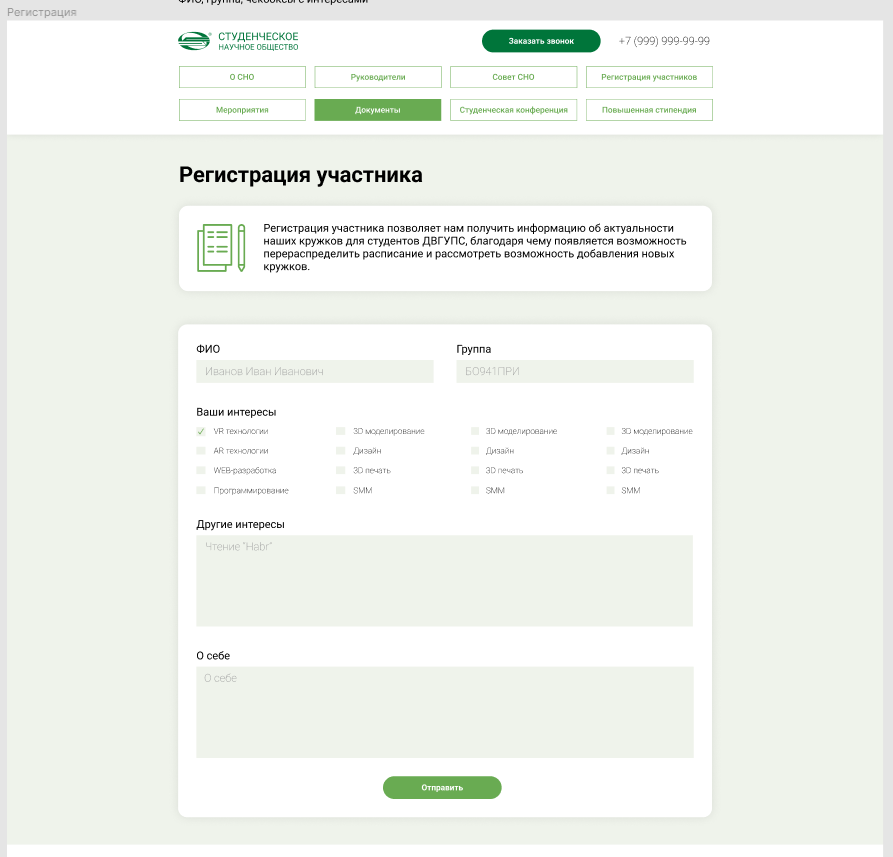 ФИО, группа, чекбоксы с интересами
Регистрация
СТУДЕНЧЕСКОЕ
НАУЧНОЕ ОБЩЕСТВО
Заказать звонок
+7 (999) 999-99-99
О СНО
Руководители
Совет СНО
Регистрация участников
Мероприятия
Документы
Студенческая конференция
Повышенная стипендия
Регистрация участника
Регистрация участника позволяет нам получить информацию об актуальности
наших кружков для студентов ДВГУПС, благодаря чему появляется возможность
перераспределить расписание и рассмотреть возможность добавления новых
кружков.
ФИО
Группа
Иванов Иван Иванович
БО941ПРИ
Ваши интересы
VR технологии
3D моделирование
3D моделирование
3D моделирование
AR технологии
Дизайн
Дизайн
Дизайн
WEB-разработка
3D печать
3D печать
3D печать
Программирование
SMM
SMM
SMM
Другие интересы
Чтение "Habr"
О себе
О себе
Отправить